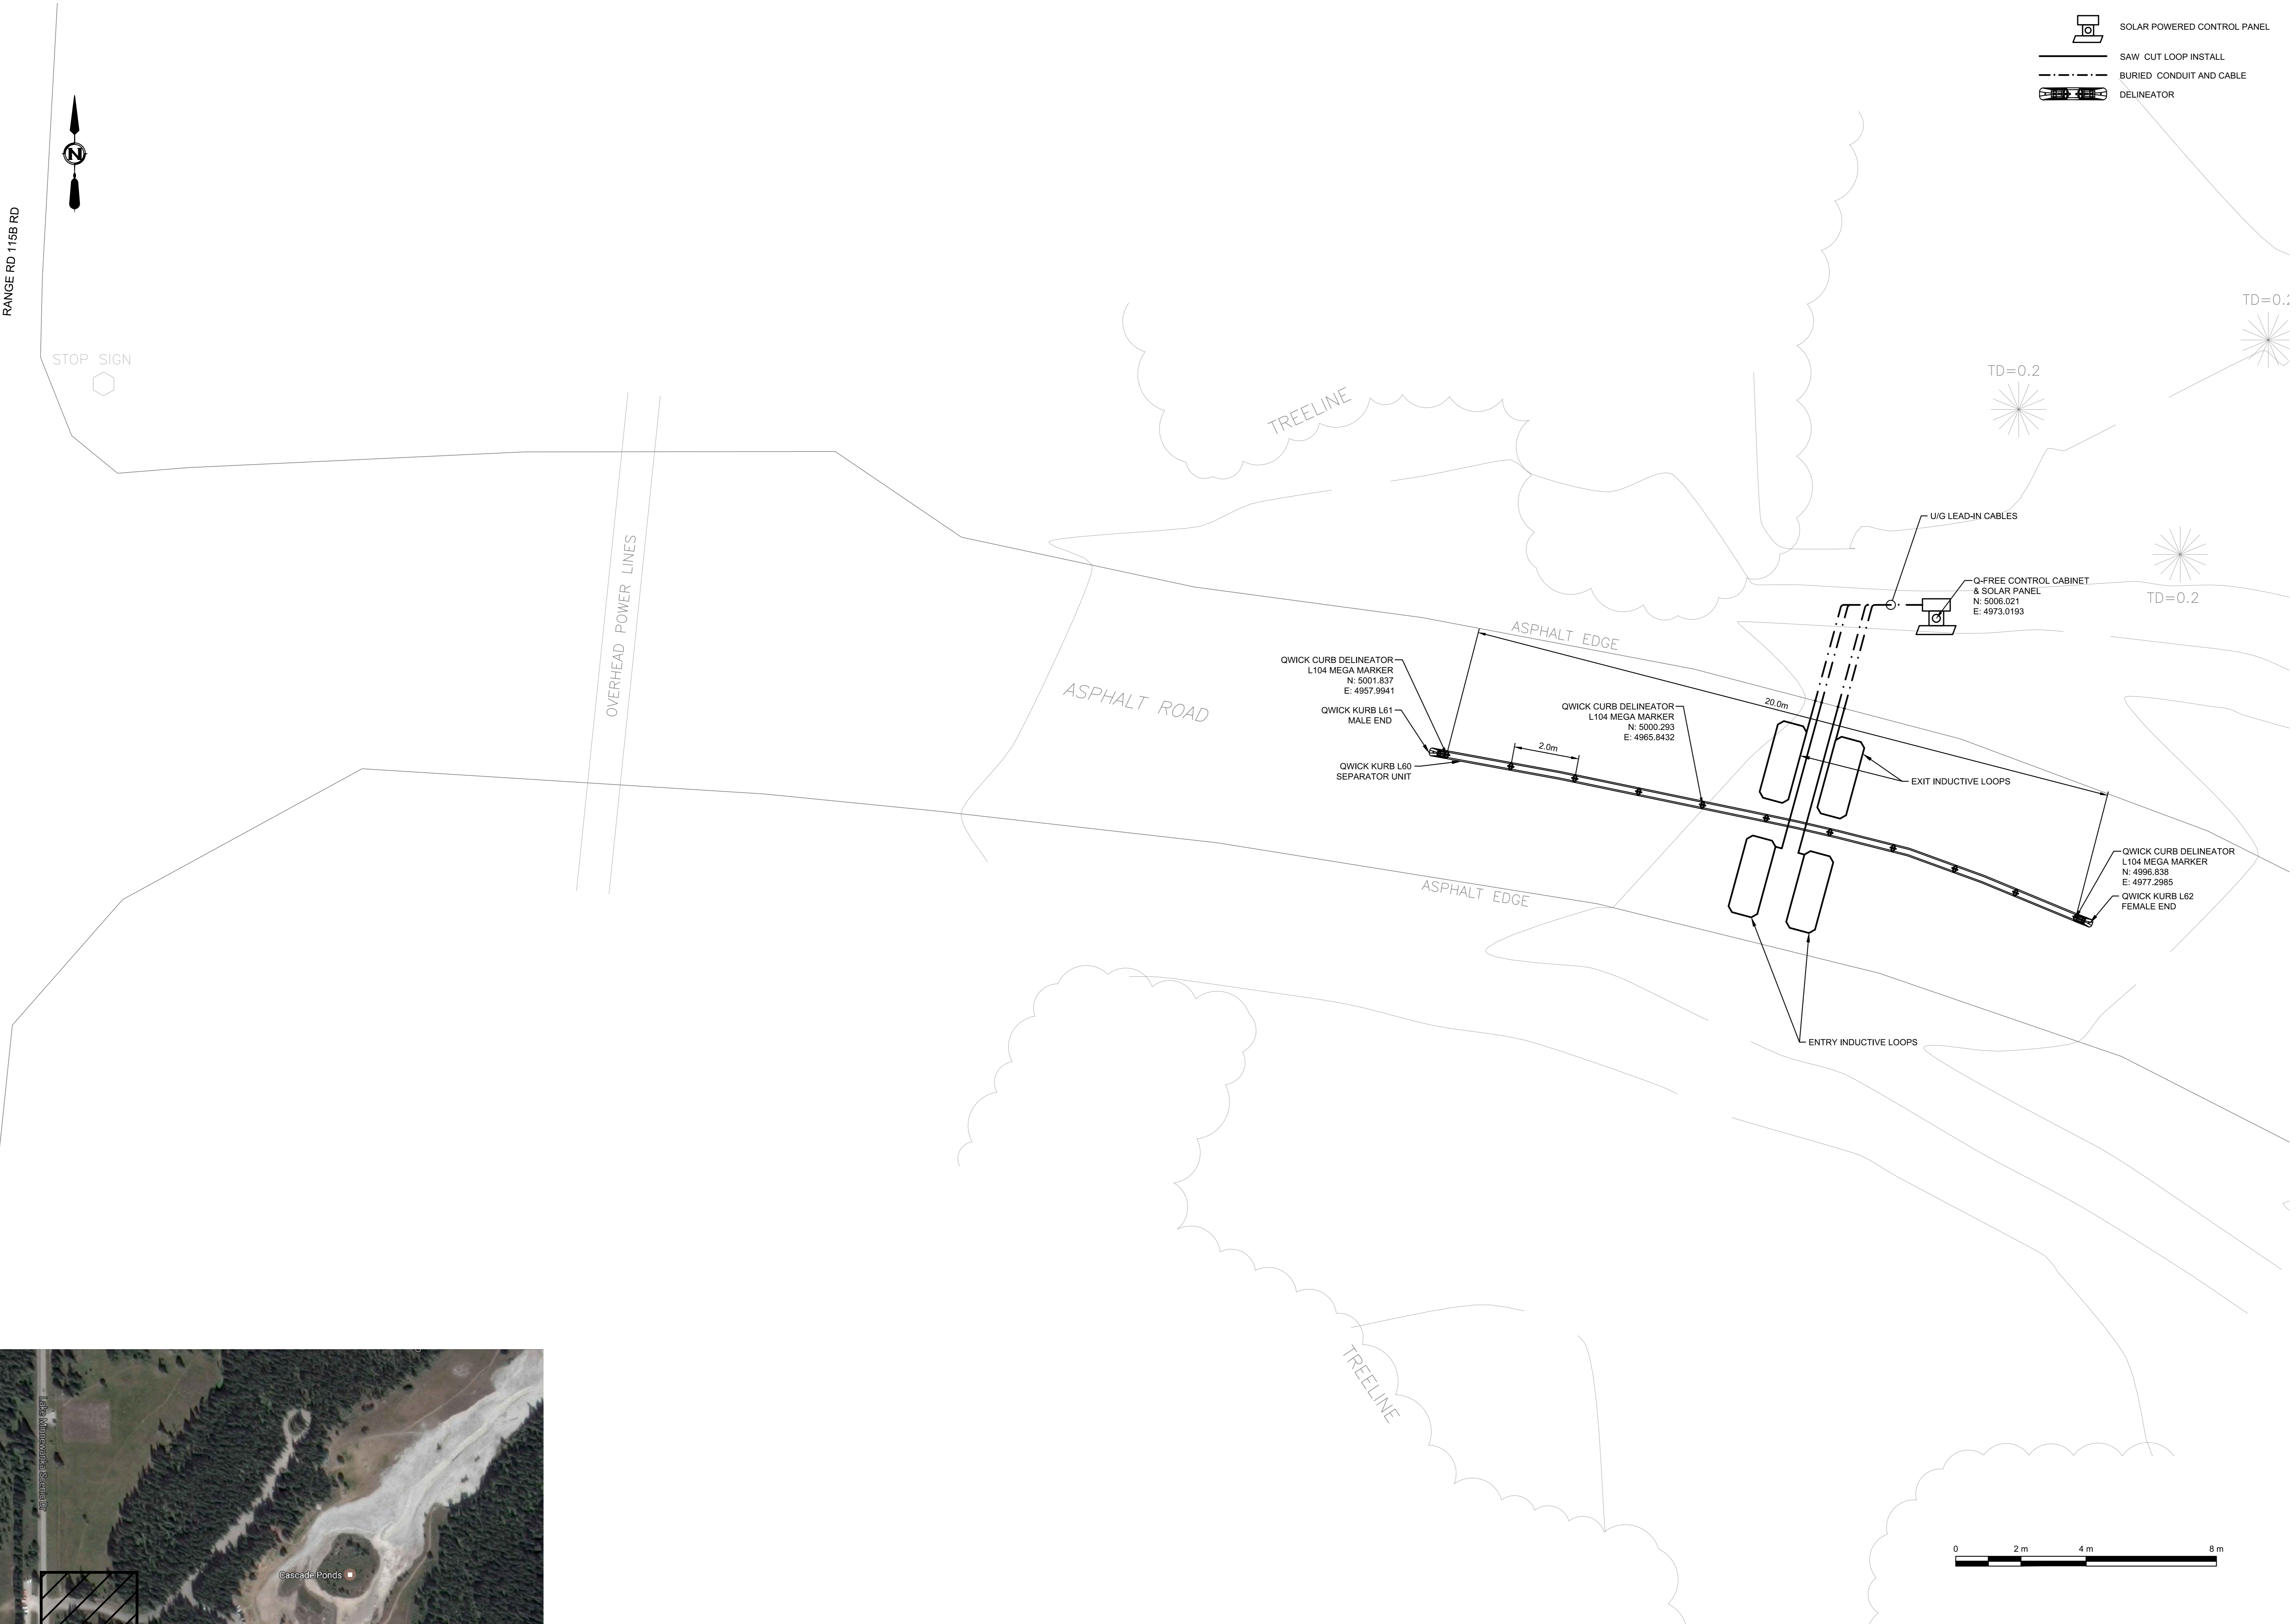 SOLAR POWERED CONTROL PANEL
SAW CUT LOOP INSTALL
BURIED CONDUIT AND CABLE
DELINEATOR
N
RANGE RD 115B RD
STOP SIGN
OVERHEAD POWER LINES
TREELINE
TD=0.2
TD=0.2
U/G LEAD-IN CABLES
Q-FREE CONTROL CABINET
& SOLAR PANEL
N: 5006.021
E: 4973.0193
TD=0.2
ASPHALT EDGE
ASPHALT ROAD
QWICK CURB DELINEATOR
L104 MEGA MARKER
N: 5001.837
E: 4957.9941
QWICK KURB L61
MALE END
QWICK KURB L60
SEPARATOR UNIT
2.0m
QWICK CURB DELINEATOR
L104 MEGA MARKER
N: 5000.293
E: 4965.8432
20.0m
EXIT INDUCTIVE LOOPS
QWICK CURB DELINEATOR
L104 MEGA MARKER
N: 4996.838
E: 4977.2985
QWICK KURB L62
FEMALE END
ASPHALT EDGE
ENTRY INDUCTIVE LOOPS
TREELINE
Cascade Ponds
0 2 m 4 m 8 m